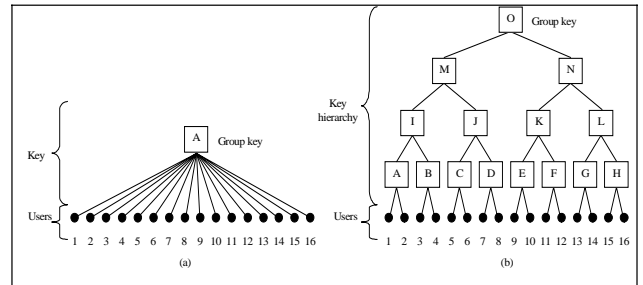 A
Group key
Key
Users
1 2 3 4 5 6 7 8 9 10 11 12 13 14 15 16
(a)
O
Group key
M
N
Key
hierarchy
I
J
K
L
A
B
C
D
E
F
G
H
Users
1 2 3 4 5 6 7 8 9 10 11 12 13 14 15 16
(b)